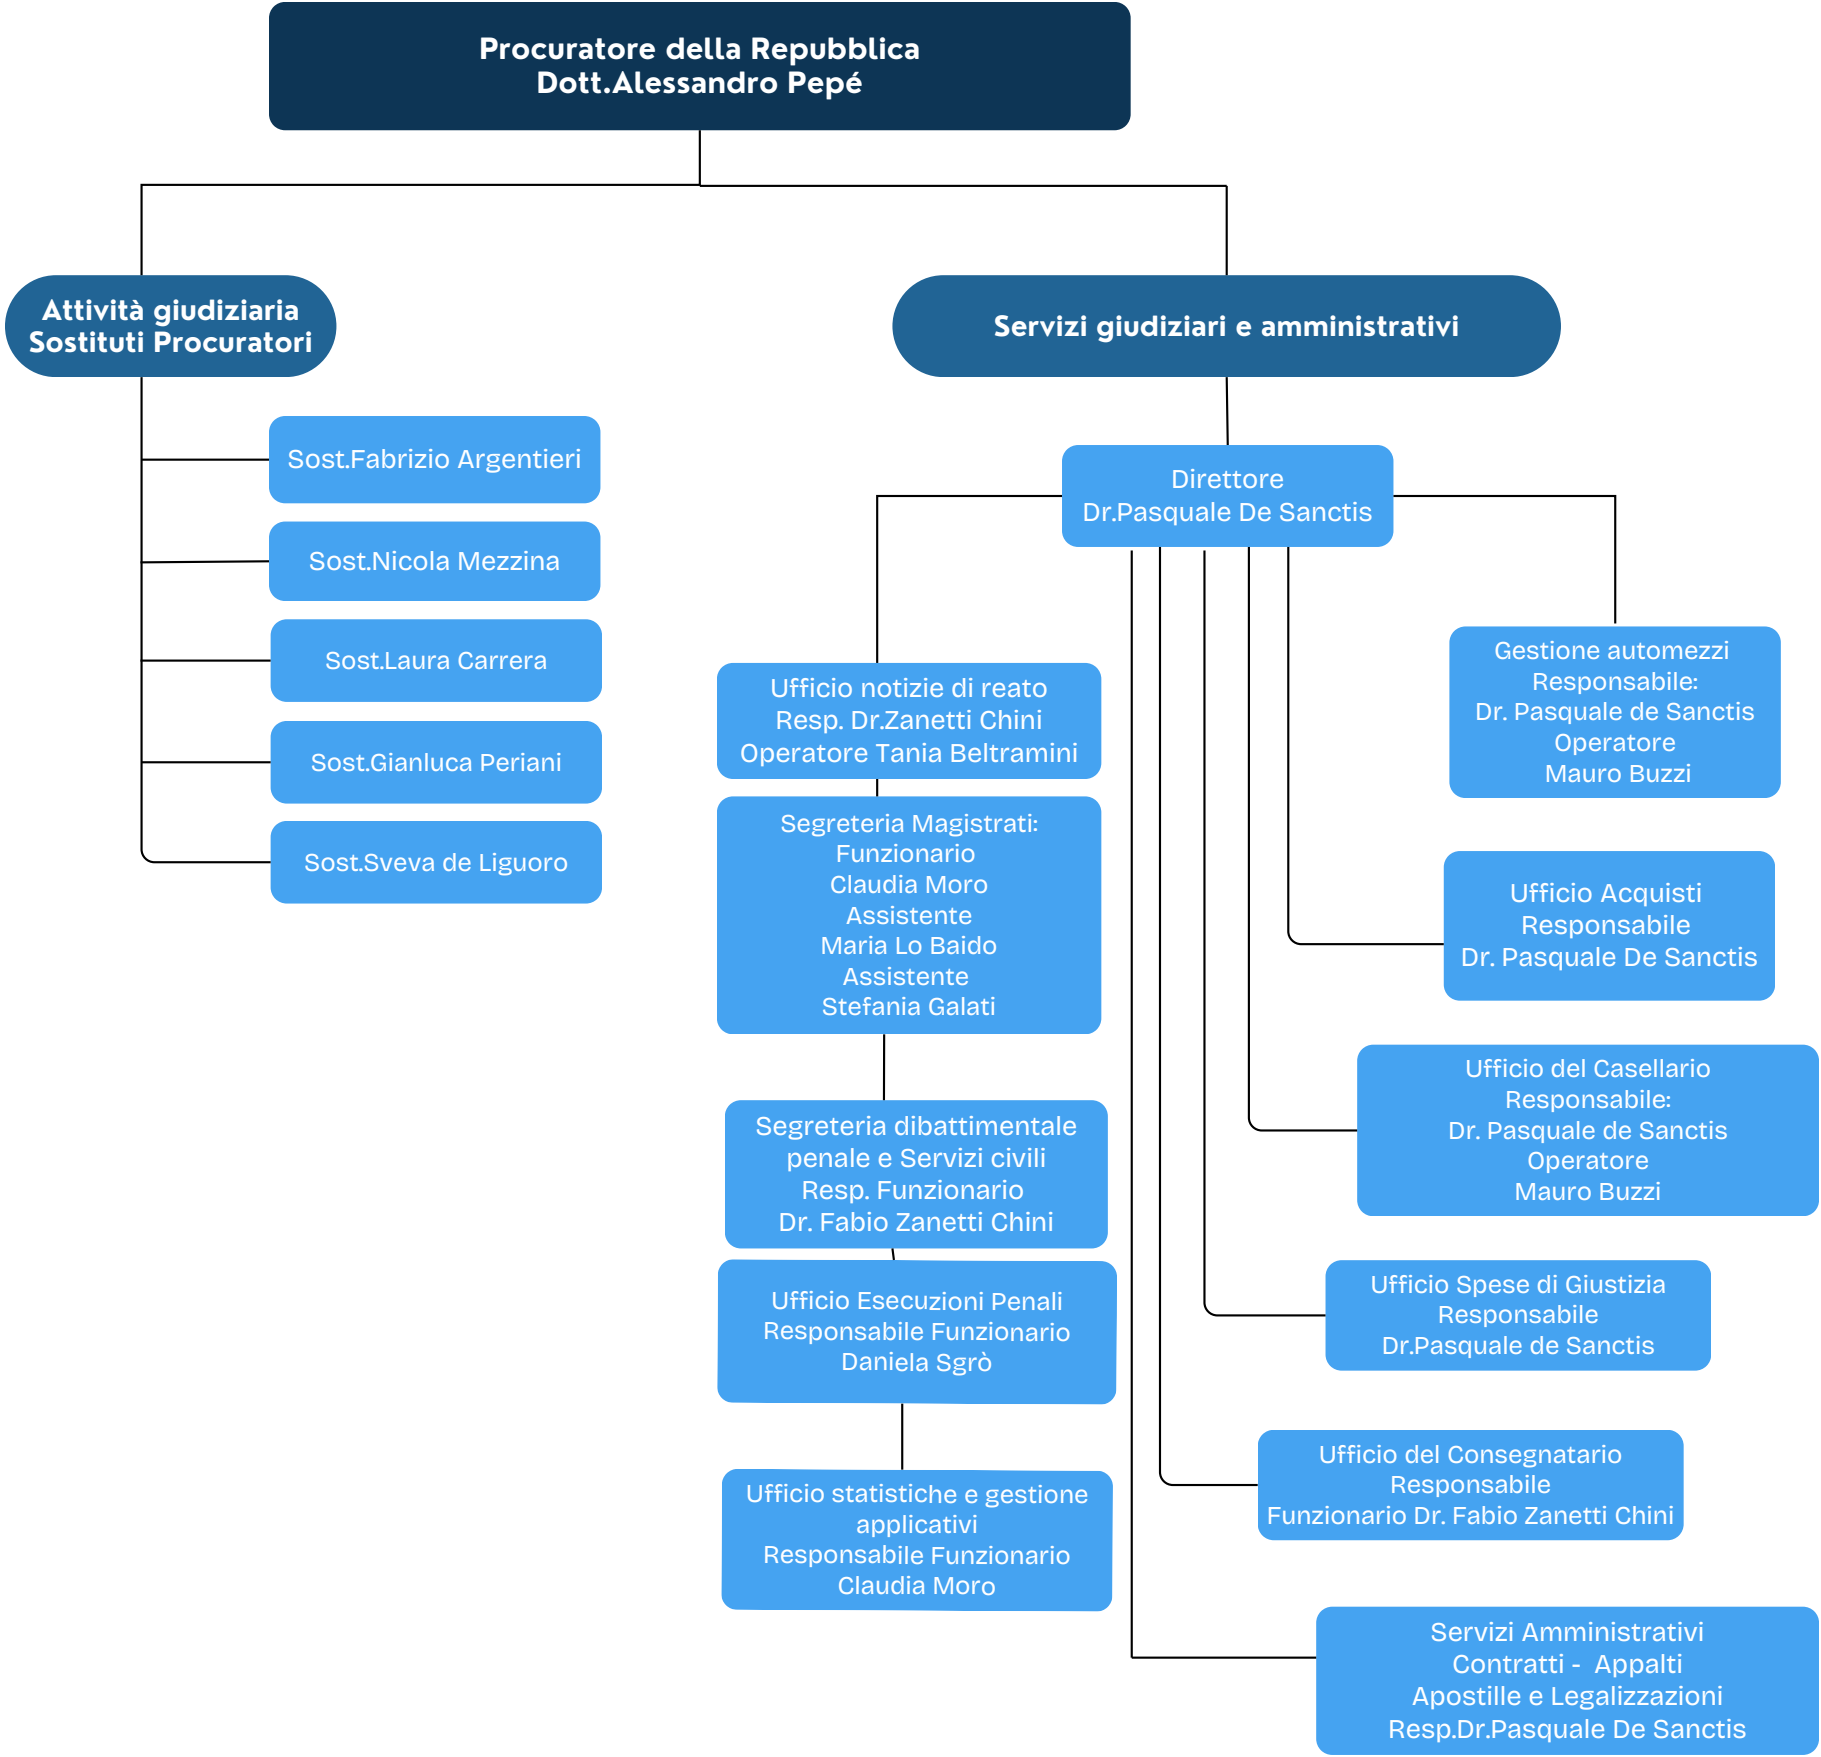 Procuratore della Repubblica
Dott.Alessandro Pepé
Attività giudiziaria
Sostituti Procuratori
Servizi giudiziari e amministrativi
Sost.Fabrizio Argentieri
Sost.Nicola Mezzina
Sost.Laura Carrera
Sost.Gianluca Periani
Sost.Sveva de Liguoro
Direttore
Dr.Pasquale De Sanctis
Ufficio notizie di reato
Resp. Dr.Zanetti Chini
Operatore Tania Beltramini
Segreteria Magistrati:
Funzionario
Claudia Moro
Assistente
Maria Lo Baido
Assistente
Stefania Galati
Segreteria dibattimentale
penale e Servizi civili
Resp. Funzionario
Dr. Fabio Zanetti Chini
Ufficio Esecuzioni Penali
Responsabile Funzionario
Daniela Sgrò
Ufficio statistiche e gestione
applicativi
Responsabile Funzionario
Claudia Moro
Gestione automezzi
Responsabile:
Dr. Pasquale de Sanctis
Operatore
Mauro Buzzi
Ufficio Acquisti
Responsabile
Dr. Pasquale De Sanctis
Ufficio del Casellario
Responsabile:
Dr. Pasquale de Sanctis
Operatore
Mauro Buzzi
Ufficio Spese di Giustizia
Responsabile
Dr.Pasquale de Sanctis
Ufficio del Consegnatario
Responsabile
Funzionario Dr. Fabio Zanetti Chini
Servizi Amministrativi
Contratti - Appalti
Apostille e Legalizzazioni
Resp.Dr.Pasquale De Sanctis